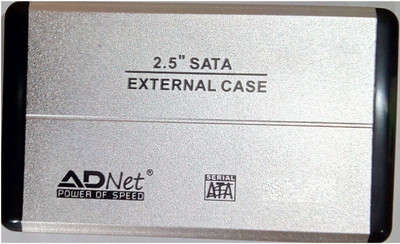 2.5" SATA
EXTERNAL CASE
ADNet®
POWER OF SPEED
SERIAL
ATA